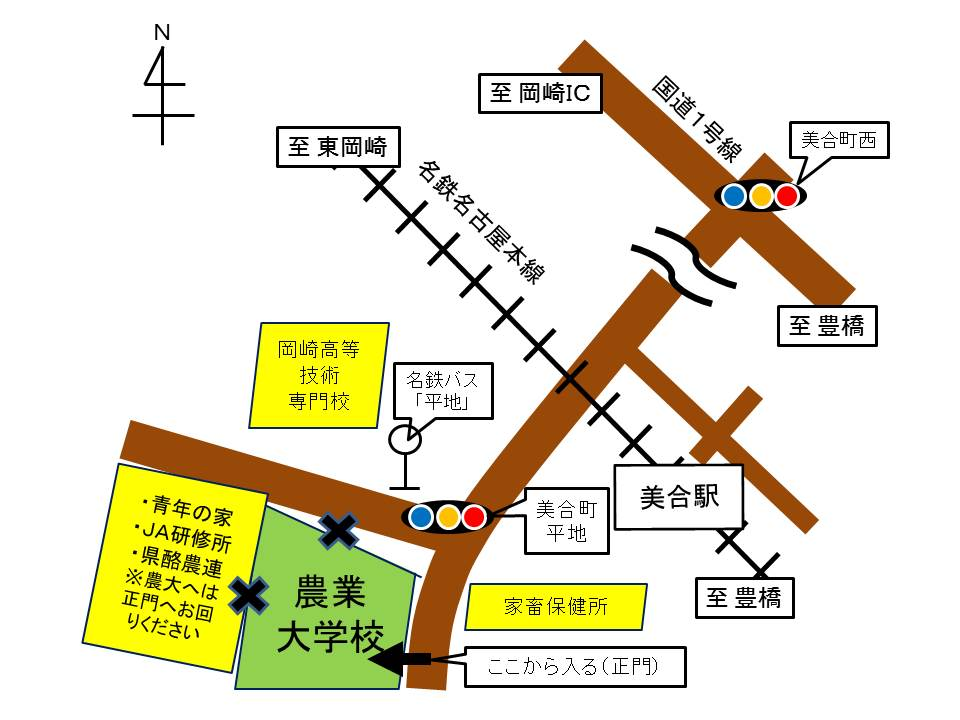 N
至 岡崎IC
国道1号線
美合町西
至 東岡崎
名鉄名古屋本線
至 豊橋
岡崎高等
技術
専門校
名鉄バス
「平地」
美合駅
美合町
平地
・青年の家
・JA研修所
・県酪農連
※農大へは
正門へお回
りください
農業
大学校
家畜保健所
至 豊橋
ここから入る(正門)